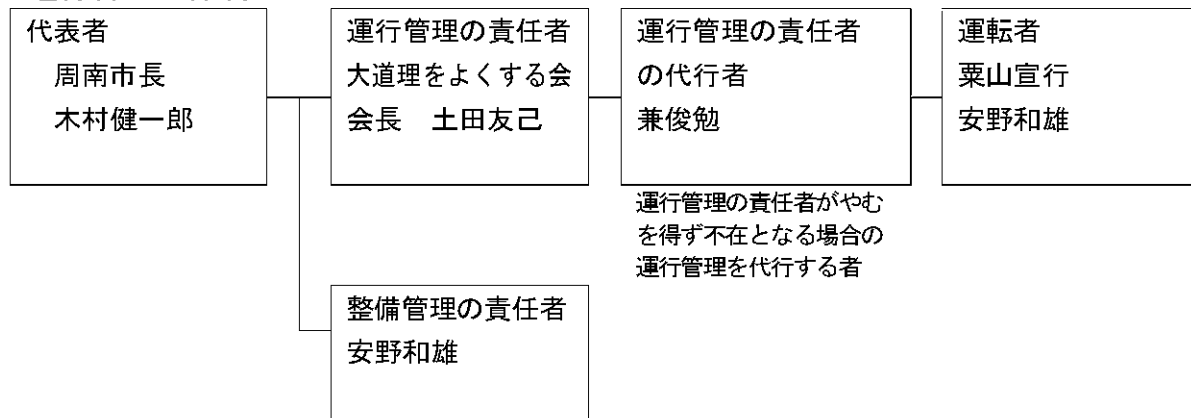 代表者
周南市長
木村健一郎
運行管理の責任者
大道理をよくする会
会長　土田友己
運行管理の責任者
の代行者
兼俊勉
運転者
粟山宣行
安野和雄
運行管理の責任者がやむ
を得ず不在となる場合の
運行管理を代行する者
整備管理の責任者
安野和雄